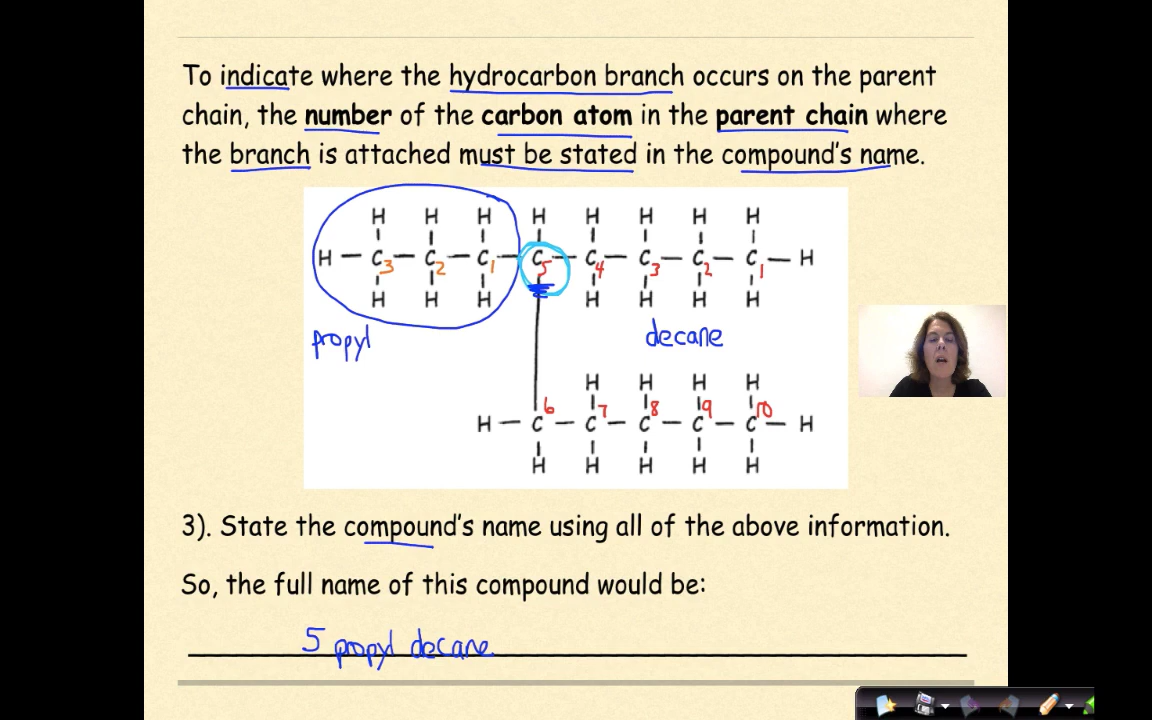 To indicate where the hydrocarbon branch occurs on the parent
chain, the number of the carbon atom in the parent chain where
the branch is attached must be stated in the compound's name.
H H H H H H H H
H — C3 — C2 — C1 — C5 — C4 — C3 — C2 — C1 — H
H H H H H H H
propyl decane
H H H H
H — C6 — C7 — C8 — C9 — C10 — H
H H H H H
3). State the compound's name using all of the above information.
So, the full name of this compound would be:
5 propyl decane